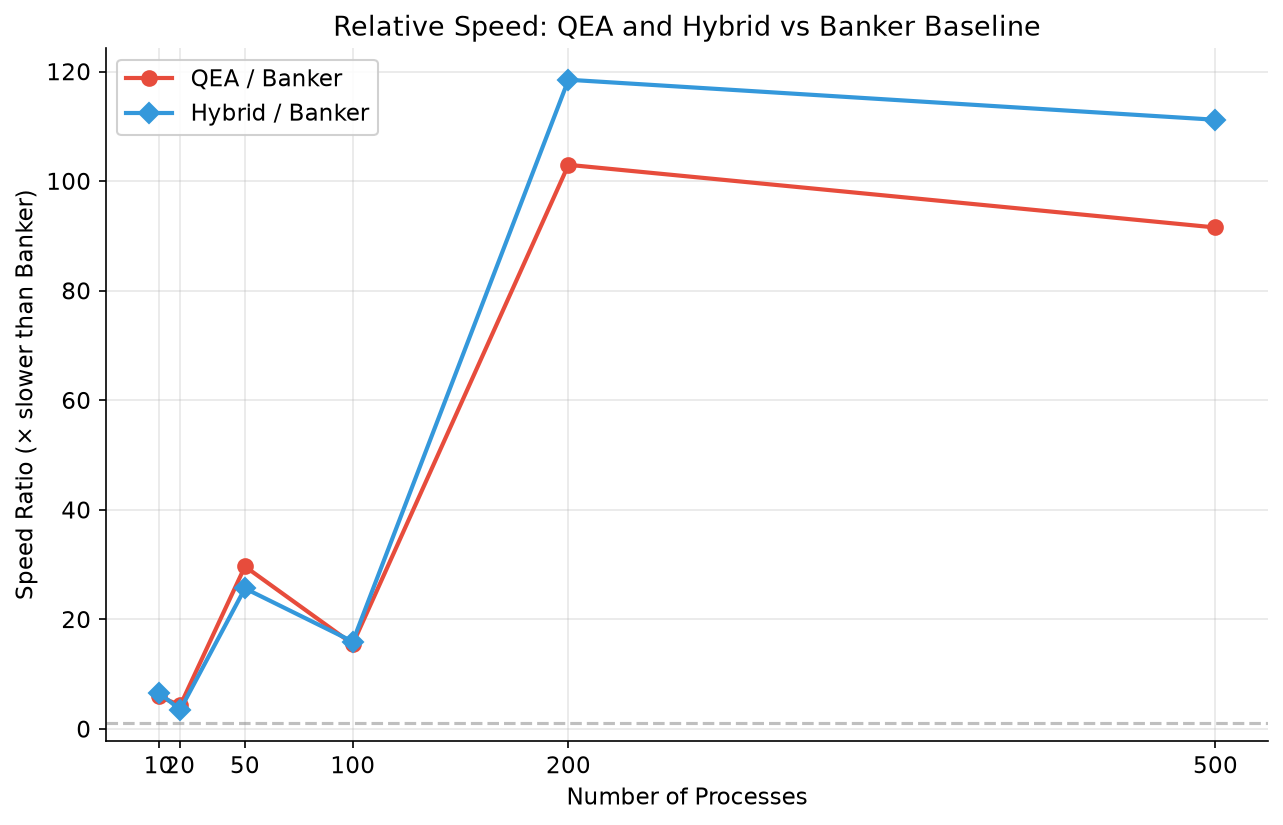 Relative Speed: QEA and Hybrid vs Banker Baseline
QEA / Banker
Hybrid / Banker
Speed Ratio (× slower than Banker)
120
100
80
60
40
20
0
10 20 50 100 200 500
Number of Processes